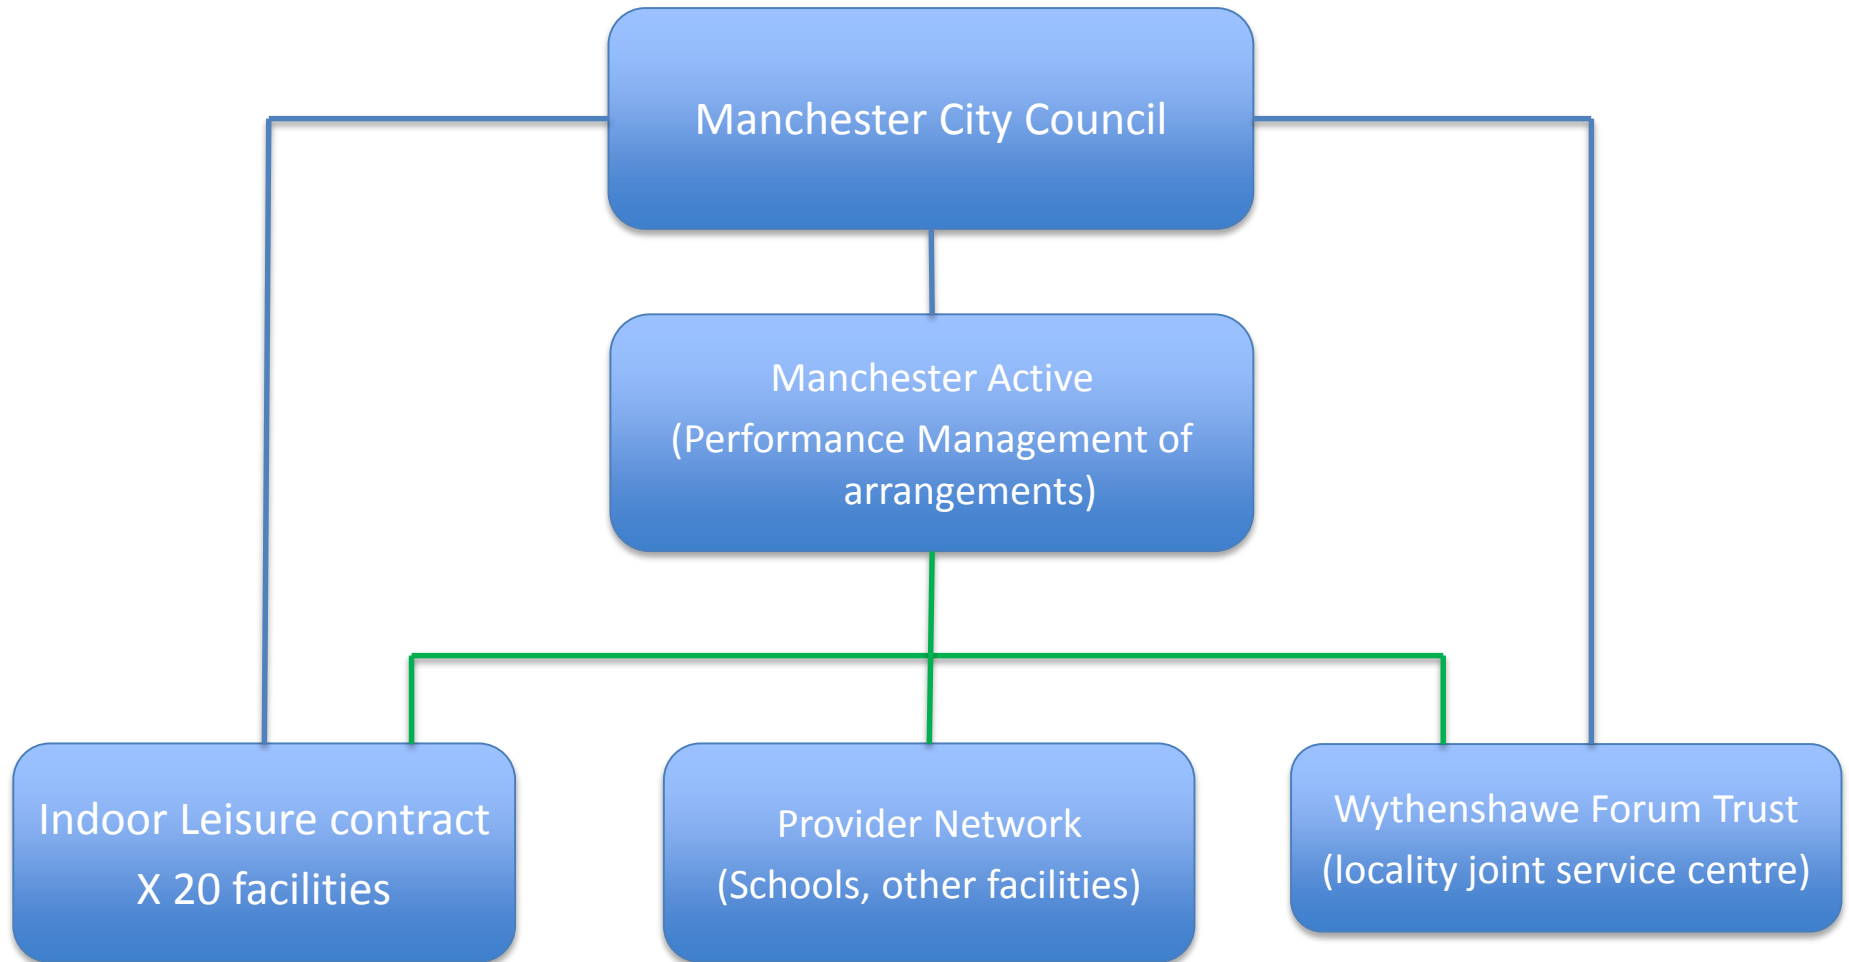 Manchester City Council
Manchester Active
(Performance Management of
arrangements)
Indoor Leisure contract
X 20 facilities
Provider Network
(Schools, other facilities)
Wythenshawe Forum Trust
(locality joint service centre)